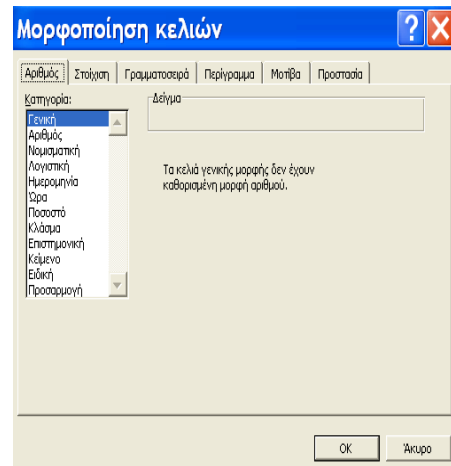 Μορφοποίηση κελιών
Αριθμός Στοίχιση Γραμματοσειρά Περίγραμμα Μοτίβα Προστασία
Κατηγορία:
Γενική
Αριθμός
Νομισματική
Λογιστική
Ημερομηνία
Ώρα
Ποσοστό
Κλάσμα
Επιστημονική
Κείμενο
Ειδική
Προσαρμογή
Δείγμα
Τα κελιά γενικής μορφής δεν έχουν
καθορισμένη μορφή αριθμού.
OK Άκυρο